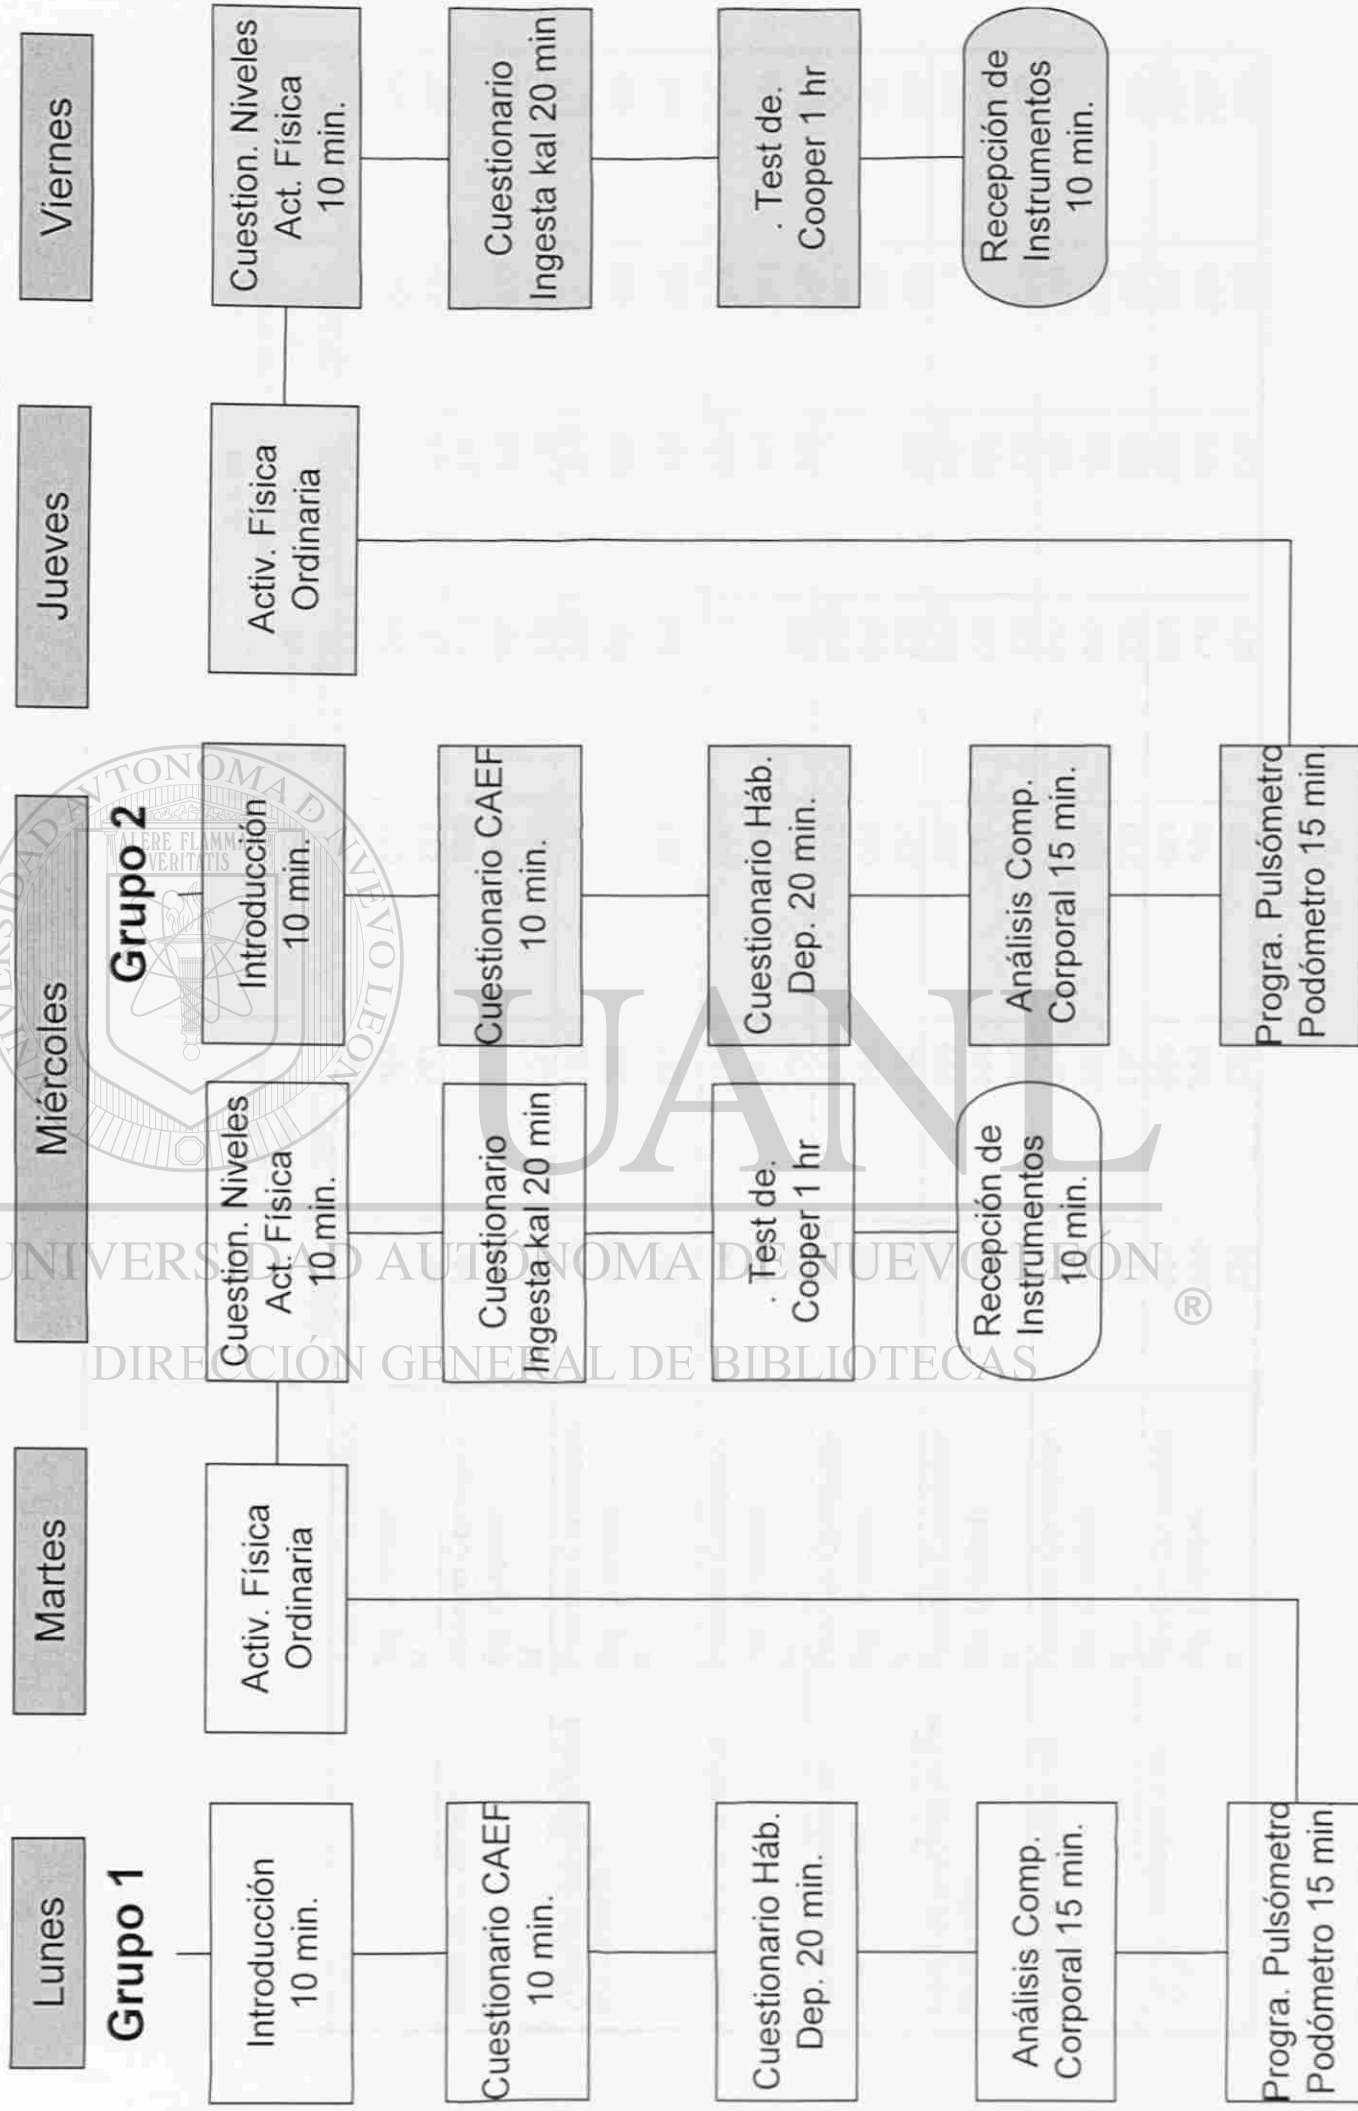 Lunes
Martes
Miércoles
Jueves
Viernes
Grupo 1
Introducción
10 min.
Cuestionario CAEF
10 min.
Cuestionario Háb.
Dep. 20 min.
Análisis Comp.
Corporal 15 min.
Progra. Pulsómetro
Podómetro 15 min.
Activ. Física
Ordinaria
Cuestion. Niveles
Act. Física
10 min.
Cuestionario
Ingesta kal 20 min
. Test de.
Cooper 1 hr
Recepción de
Instrumentos
10 min.
Grupo 2
Introducción
10 min.
Cuestionario CAEF
10 min.
Cuestionario Háb.
Dep. 20 min.
Análisis Comp.
Corporal 15 min.
Progra. Pulsómetro
Podómetro 15 min.
Activ. Física
Ordinaria
Cuestion. Niveles
Act. Física
10 min.
Cuestionario
Ingesta kal 20 min
. Test de.
Cooper 1 hr
Recepción de
Instrumentos
10 min.
ALERE FLAMMAM
VERITATIS
UANL
UNIVERSIDAD AUTÓNOMA DE NUEVO LEÓN
®
DIRECCIÓN GENERAL DE BIBLIOTECAS